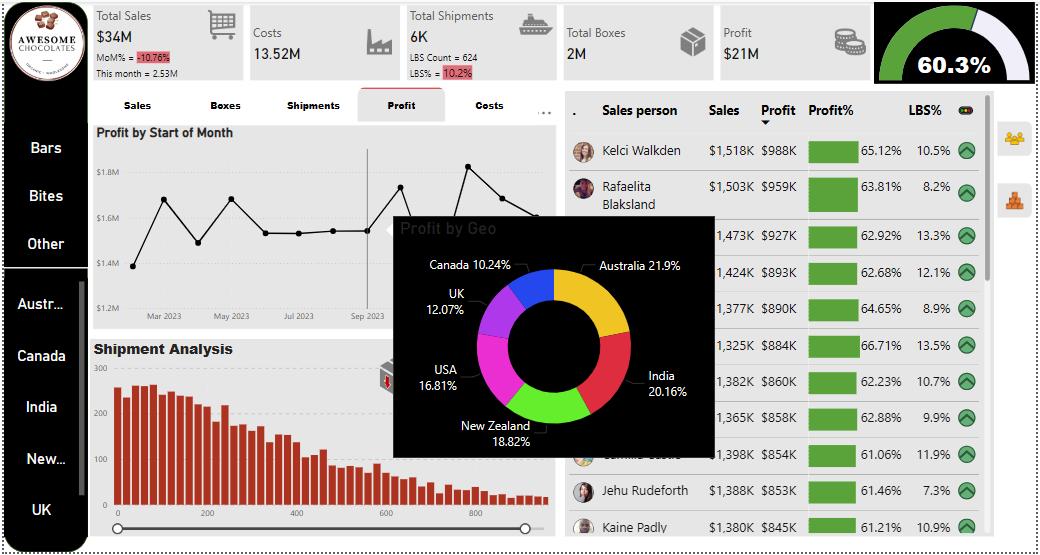 AWESOME
CHOCOLATES
Bars
Bites
Other
Austr...
Canada
India
New...
UK
Total Sales
$34M
MoM% = -10.76%
This month = 2.53M
Costs
13.52M
Total Shipments
6K
LBS Count = 624
LBS% = 10.2%
Total Boxes
2M
Profit
$21M
60.3%
Sales Boxes Shipments Profit Costs
...
Profit by Start of Month
$1.8M
$1.6M
$1.4M
$1.2M
Mar 2023 May 2023 Jul 2023 Sep 2023
Profit by Geo
Canada 10.24%
Australia 21.9%
UK
12.07%
USA
16.81%
India
20.16%
New Zealand
18.82%
Shipment Analysis
300
200
100
0
0 200 400 600 800
. Sales person Sales Profit Profit% LBS%
Kelci Walkden $1,518K $988K 65.12% 10.5%
Rafaelita
Blaksland $1,503K $959K 63.81% 8.2%
1,473K $927K 62.92% 13.3%
1,424K $893K 62.68% 12.1%
1,377K $890K 64.65% 8.9%
1,325K $884K 66.71% 13.5%
1,382K $860K 62.23% 10.7%
1,365K $858K 62.88% 9.9%
1,398K $854K 61.06% 11.9%
Jehu Rudeforth $1,388K $853K 61.46% 7.3%
Kaine Padly $1,380K $845K 61.21% 10.9%